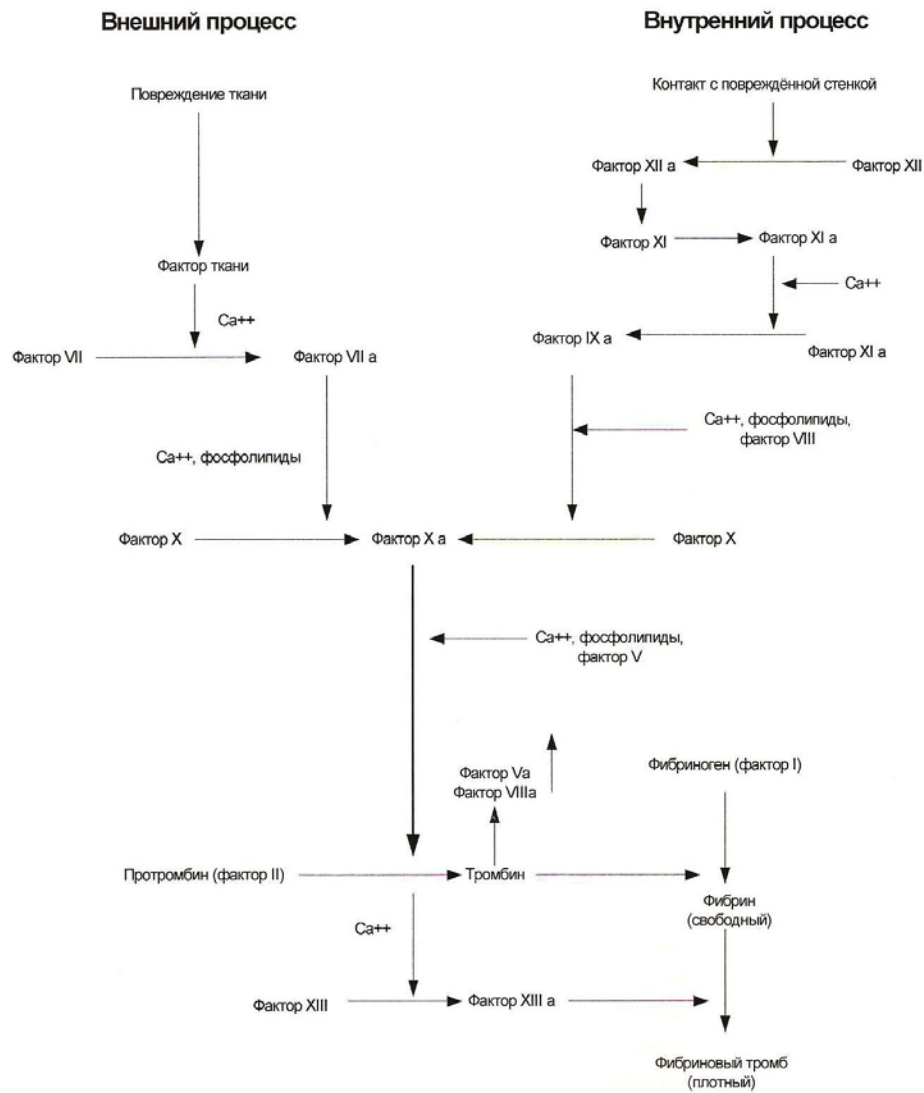 Внешний процесс
Внутренний процесс
Повреждение ткани
Контакт с повреждённой стенкой
Фактор XII a
Фактор XII
Фактор XI
Фактор XI a
Фактор ткани
Ca++
Ca++
Фактор VII
Фактор VII a
Фактор IX a
Фактор XI a
Ca++, фосфолипиды,
фактор VIII
Ca++, фосфолипиды
Фактор X
Фактор X a
Фактор X
Ca++, фосфолипиды,
фактор V
Фактор Va
Фактор VIIIa
Фибриноген (фактор I)
Протромбин (фактор II)
Тромбин
Фибрин
(свободный)
Ca++
Фактор XIII
Фактор XIII a
Фибриновый тромб
(плотный)